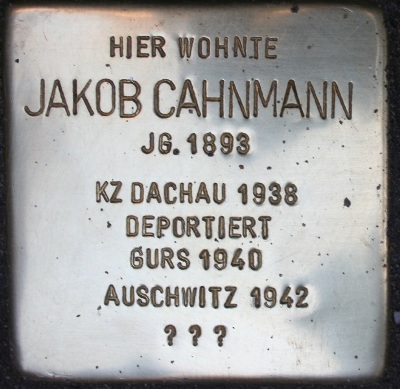 HIER WOHNTE
JAKOB CAHNMANN
JG. 1893
KZ DACHAU 1938
DEPORTIERT
GURS 1940
AUSCHWITZ 1942
? ? ?